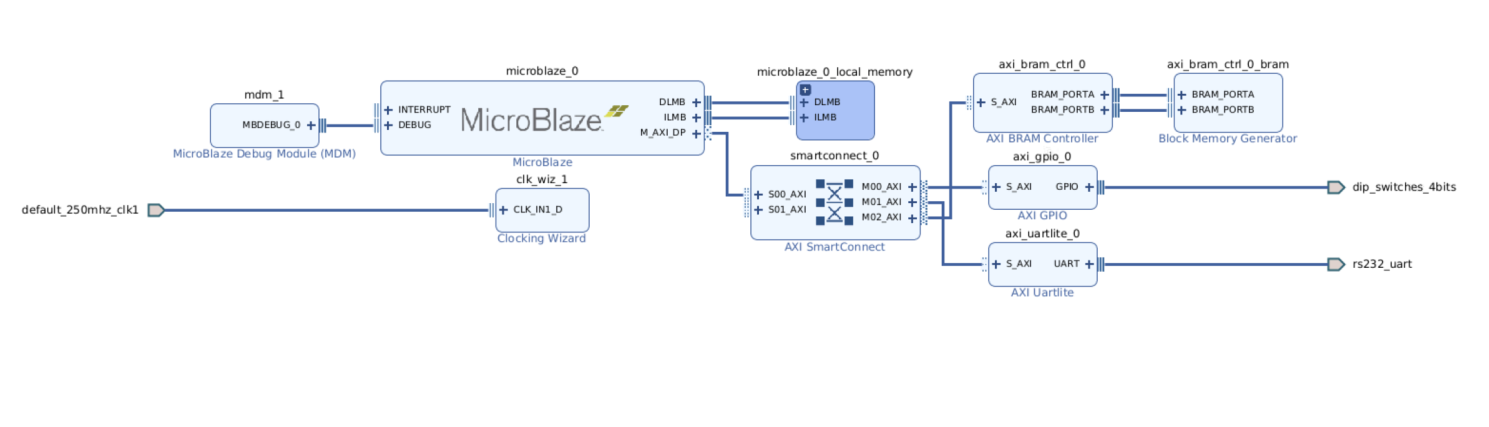 mdm_1
MBDEBUG_0
MicroBlaze Debug Module (MDM)
microblaze_0
INTERRUPT
DEBUG
MicroBlaze
DLMB
ILMB
M_AXI_DP
MicroBlaze
microblaze_0_local_memory
DLMB
ILMB
axi_bram_ctrl_0
S_AXI
BRAM_PORTA
BRAM_PORTB
AXI BRAM Controller
axi_bram_ctrl_0_bram
BRAM_PORTA
BRAM_PORTB
Block Memory Generator
default_250mhz_clk1
clk_wiz_1
CLK_IN1_D
Clocking Wizard
smartconnect_0
S00_AXI
S01_AXI
M00_AXI
M01_AXI
M02_AXI
AXI SmartConnect
axi_gpio_0
S_AXI
GPIO
AXI GPIO
dip_switches_4bits
axi_uartlite_0
S_AXI
UART
AXI Uartlite
rs232_uart